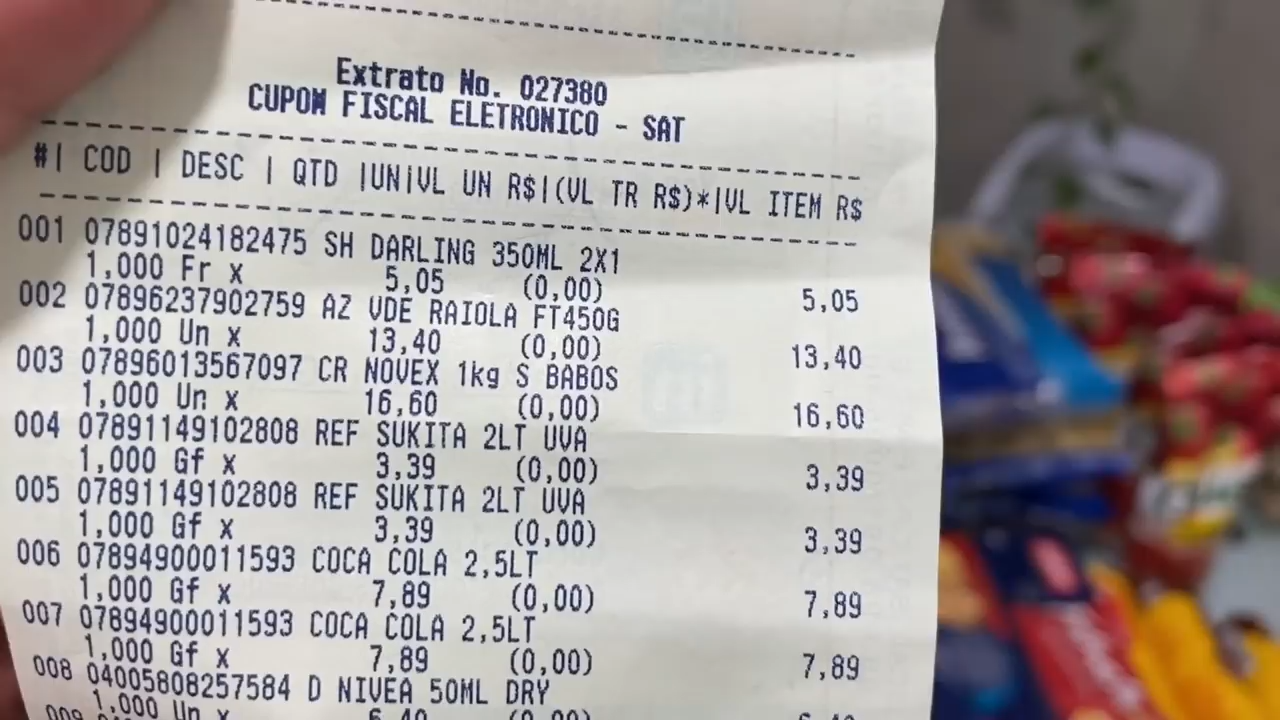 Extrato No. 027380
CUPOM FISCAL ELETRONICO - SAT
#| COD | DESC | QTD |UN|VL UN R$|(VL TR R$)*|VL ITEM R$
001 07891024182475 SH DARLING 350ML 2X1
1,000 Fr x 5,05 (0,00) 5,05
002 07896237902759 AZ VDE RAIOLA FT450G
1,000 Un x 13,40 (0,00) 13,40
003 07896013567097 CR NOVEX 1kg S BABOS
1,000 Un x 16,60 (0,00) 16,60
004 07891149102808 REF SUKITA 2LT UVA
1,000 Gf x 3,39 (0,00) 3,39
005 07891149102808 REF SUKITA 2LT UVA
1,000 Gf x 3,39 (0,00) 3,39
006 07894900011593 COCA COLA 2,5LT
1,000 Gf x 7,89 (0,00) 7,89
007 07894900011593 COCA COLA 2,5LT
1,000 Gf x 7,89 (0,00) 7,89
008 04005808257584 D NIVEA 50ML DRY
1,000 Un x